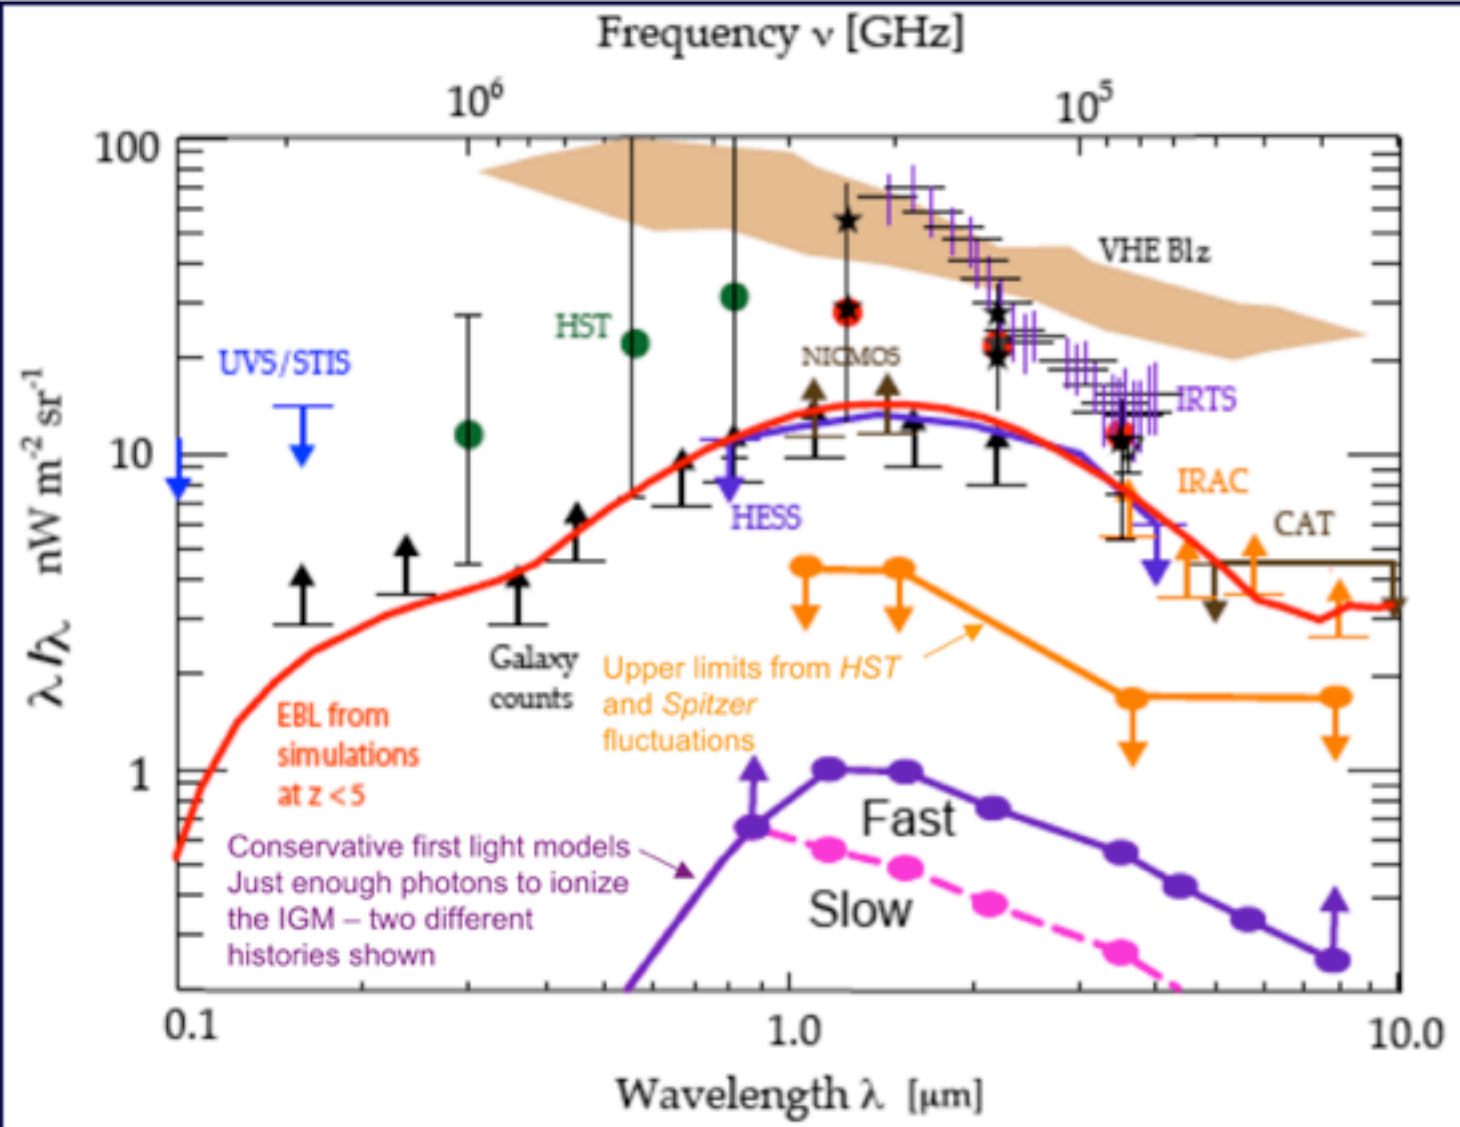 Frequency ν [GHz]
10⁶
10⁵
100
VHE Blz
HST
UVS/STIS
NICMOS
IRTS
10
IRAC
HESS
CAT
λ Iλ nW m⁻² sr⁻¹
Galaxy
counts
Upper limits from HST
and Spitzer
fluctuations
EBL from
simulations
at z < 5
1
Fast
Conservative first light models
Just enough photons to ionize
the IGM – two different
histories shown
Slow
0.1
1.0
10.0
Wavelength λ [μm]